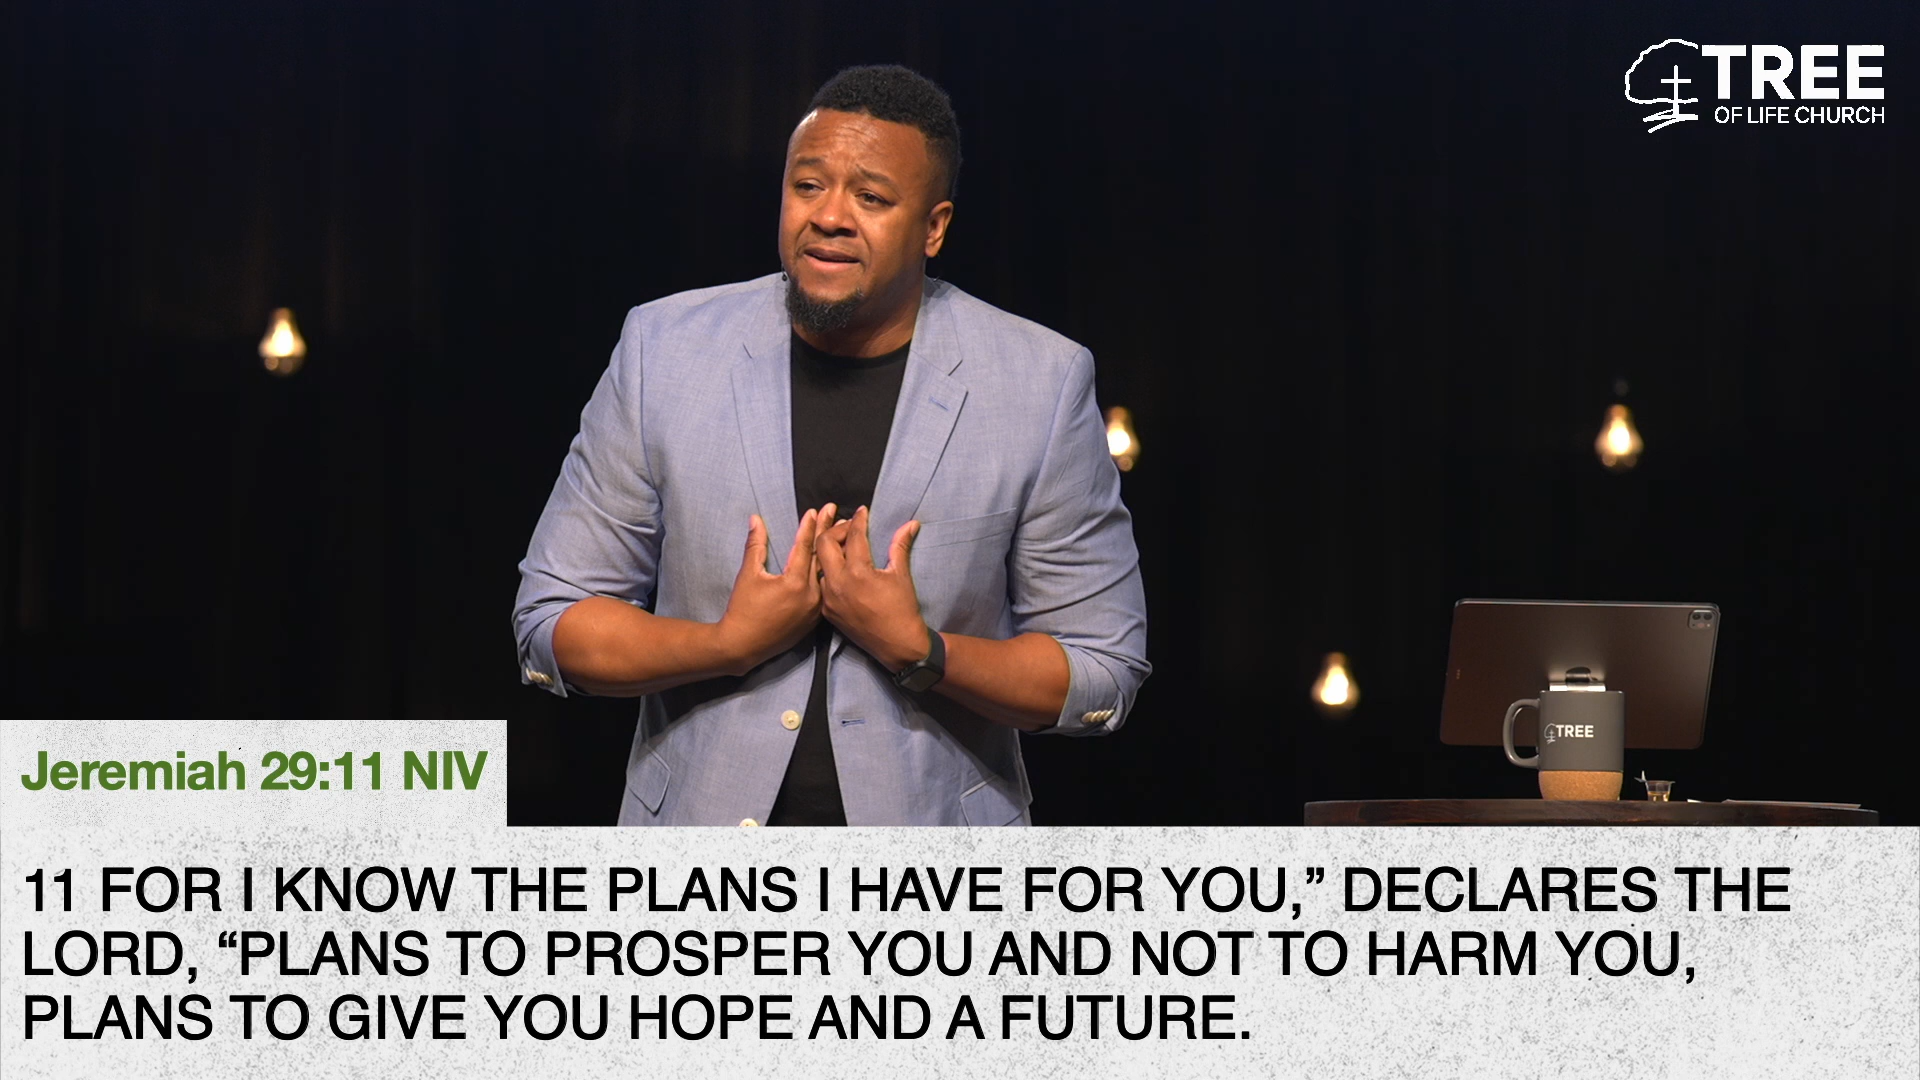 TREE
OF LIFE CHURCH
TREE
Jeremiah 29:11 NIV
11 FOR I KNOW THE PLANS I HAVE FOR YOU,” DECLARES THE
LORD, “PLANS TO PROSPER YOU AND NOT TO HARM YOU,
PLANS TO GIVE YOU HOPE AND A FUTURE.